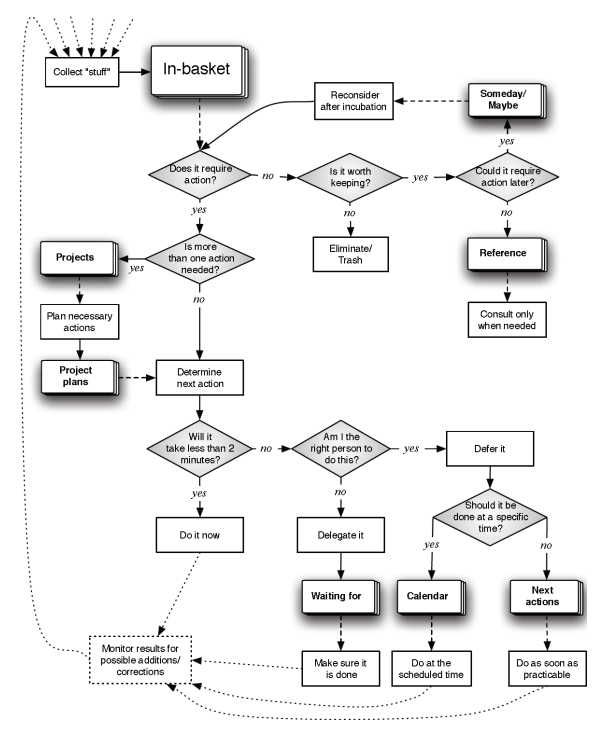 Collect "stuff"
In-basket
Reconsider
after incubation
Someday/
Maybe
yes
Does it require
action?
no
Is it worth
keeping?
yes
Could it require
action later?
yes
no
no
Is more
than one action
needed?
Projects
yes
Eliminate/
Trash
Reference
no
Plan necessary
actions
Consult only
when needed
Project
plans
Determine
next action
Will it
take less than 2
minutes?
no
Am I the
right person to
do this?
yes
Defer it
yes
no
Should it be
done at a specific
time?
Do it now
Delegate it
yes
no
Waiting for
Calendar
Next
actions
Monitor results for
possible additions/
corrections
Make sure it
is done
Do at the
scheduled time
Do as soon as
practicable